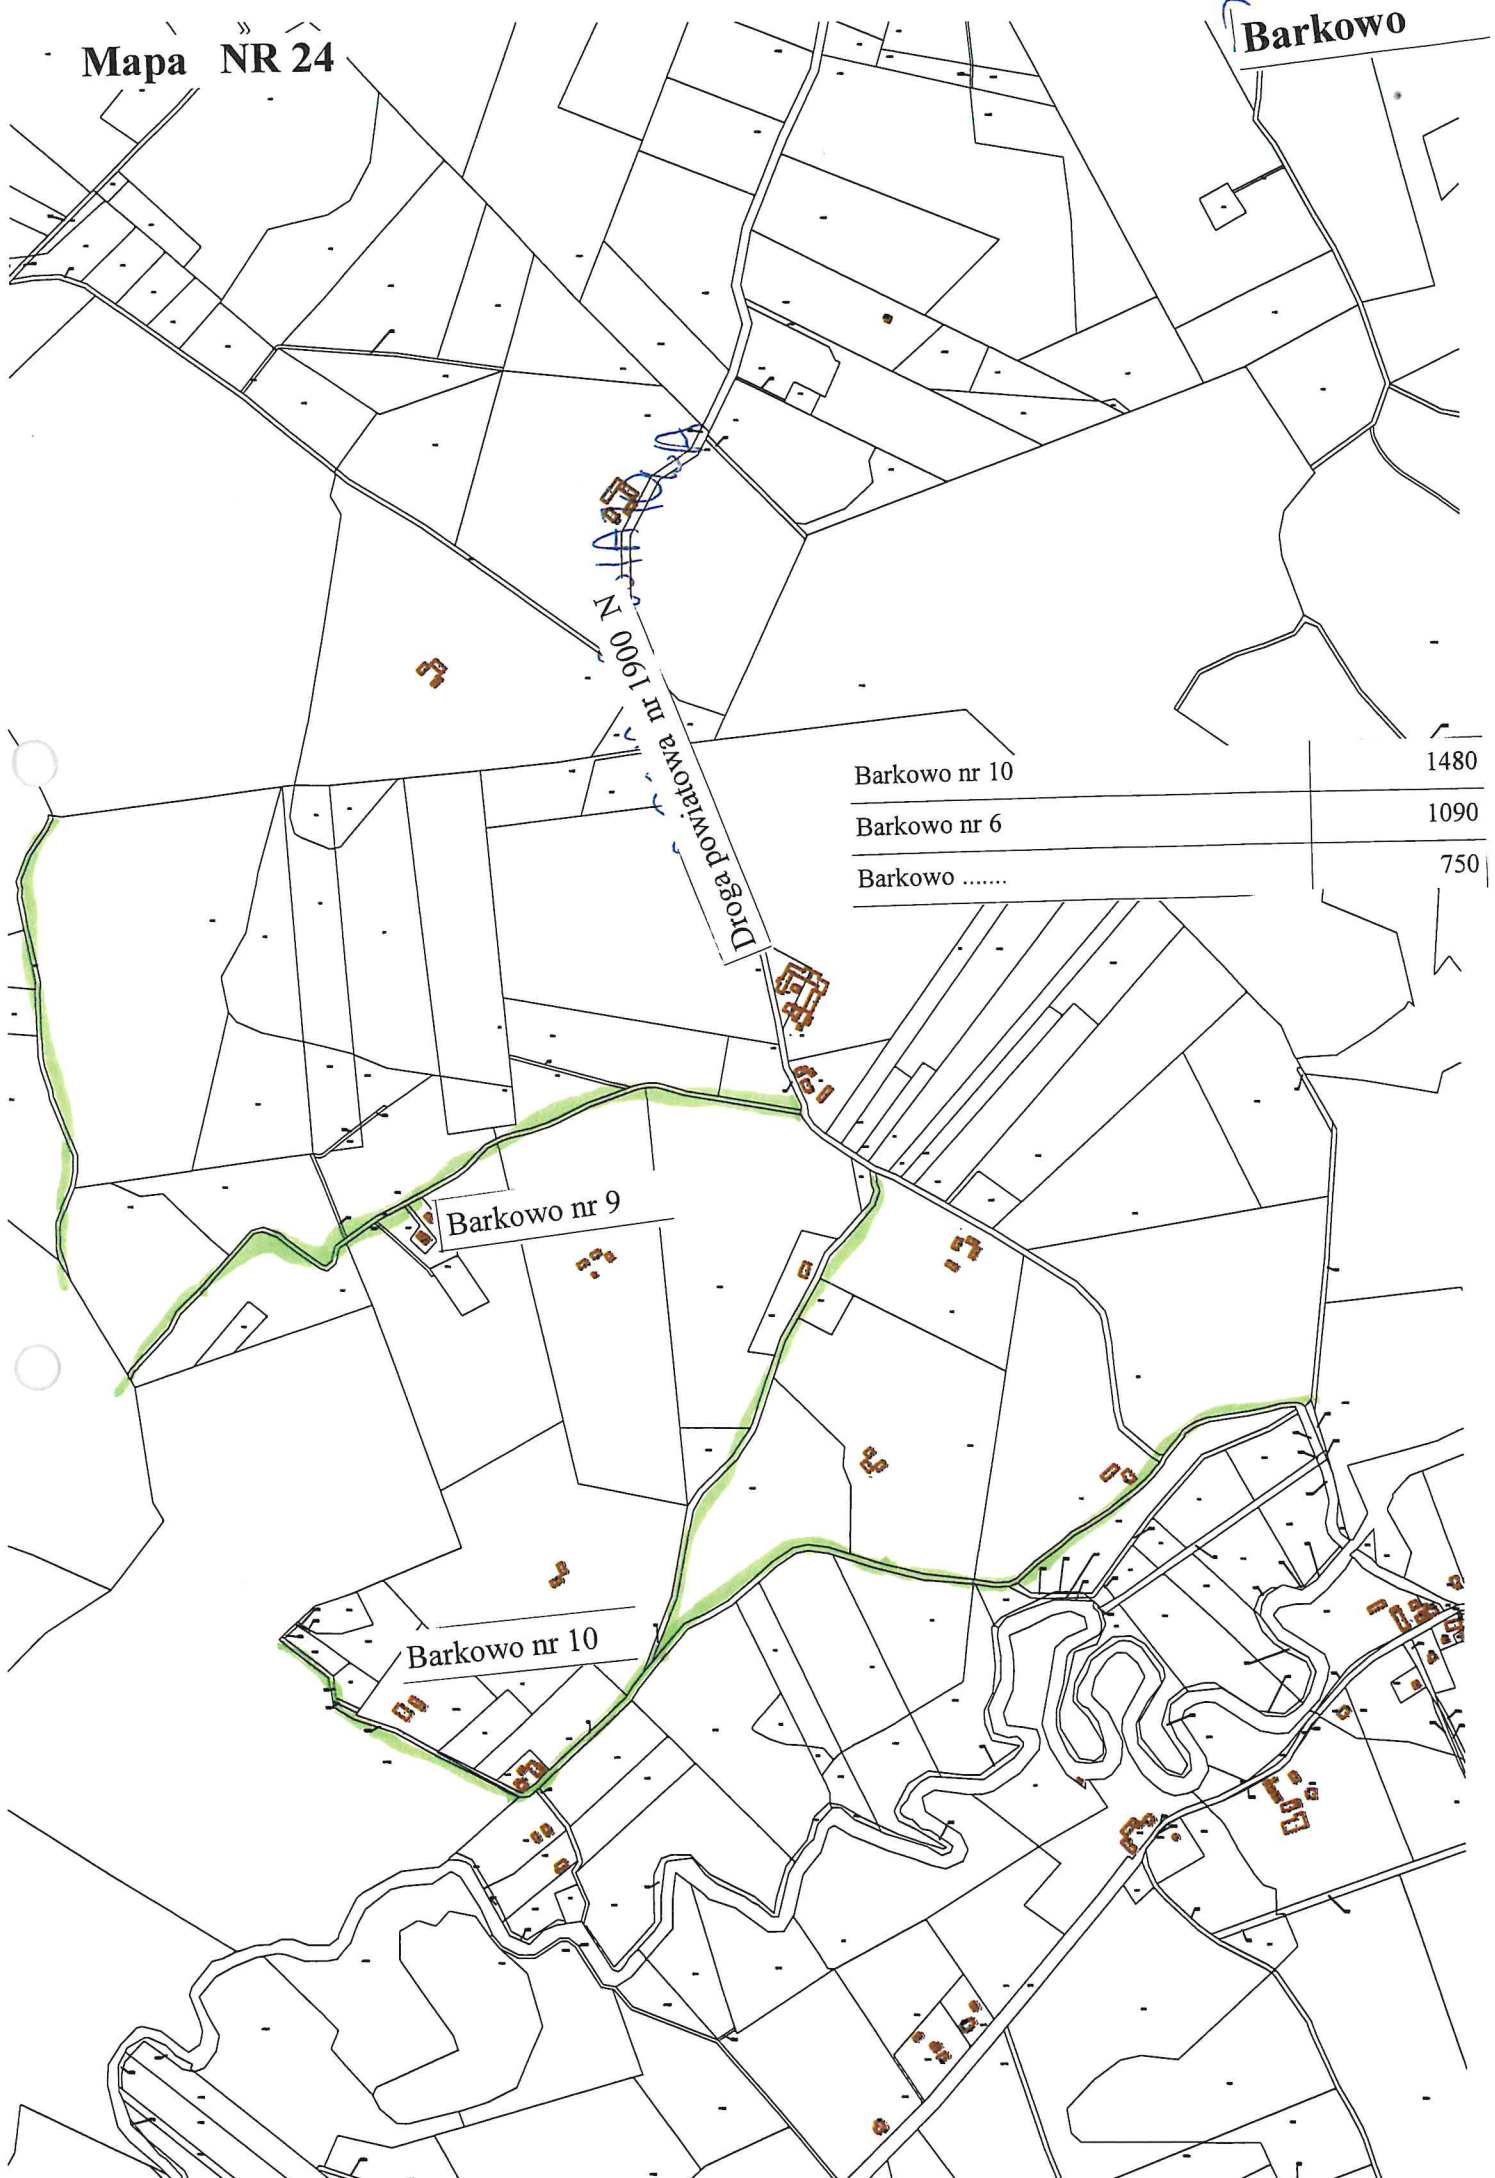 Mapa NR 24
Barkowo
Droga powiatowa nr 1900 N
Barkowo nr 10 1480
Barkowo nr 6 1090
Barkowo ....... 750
Barkowo nr 9
Barkowo nr 10